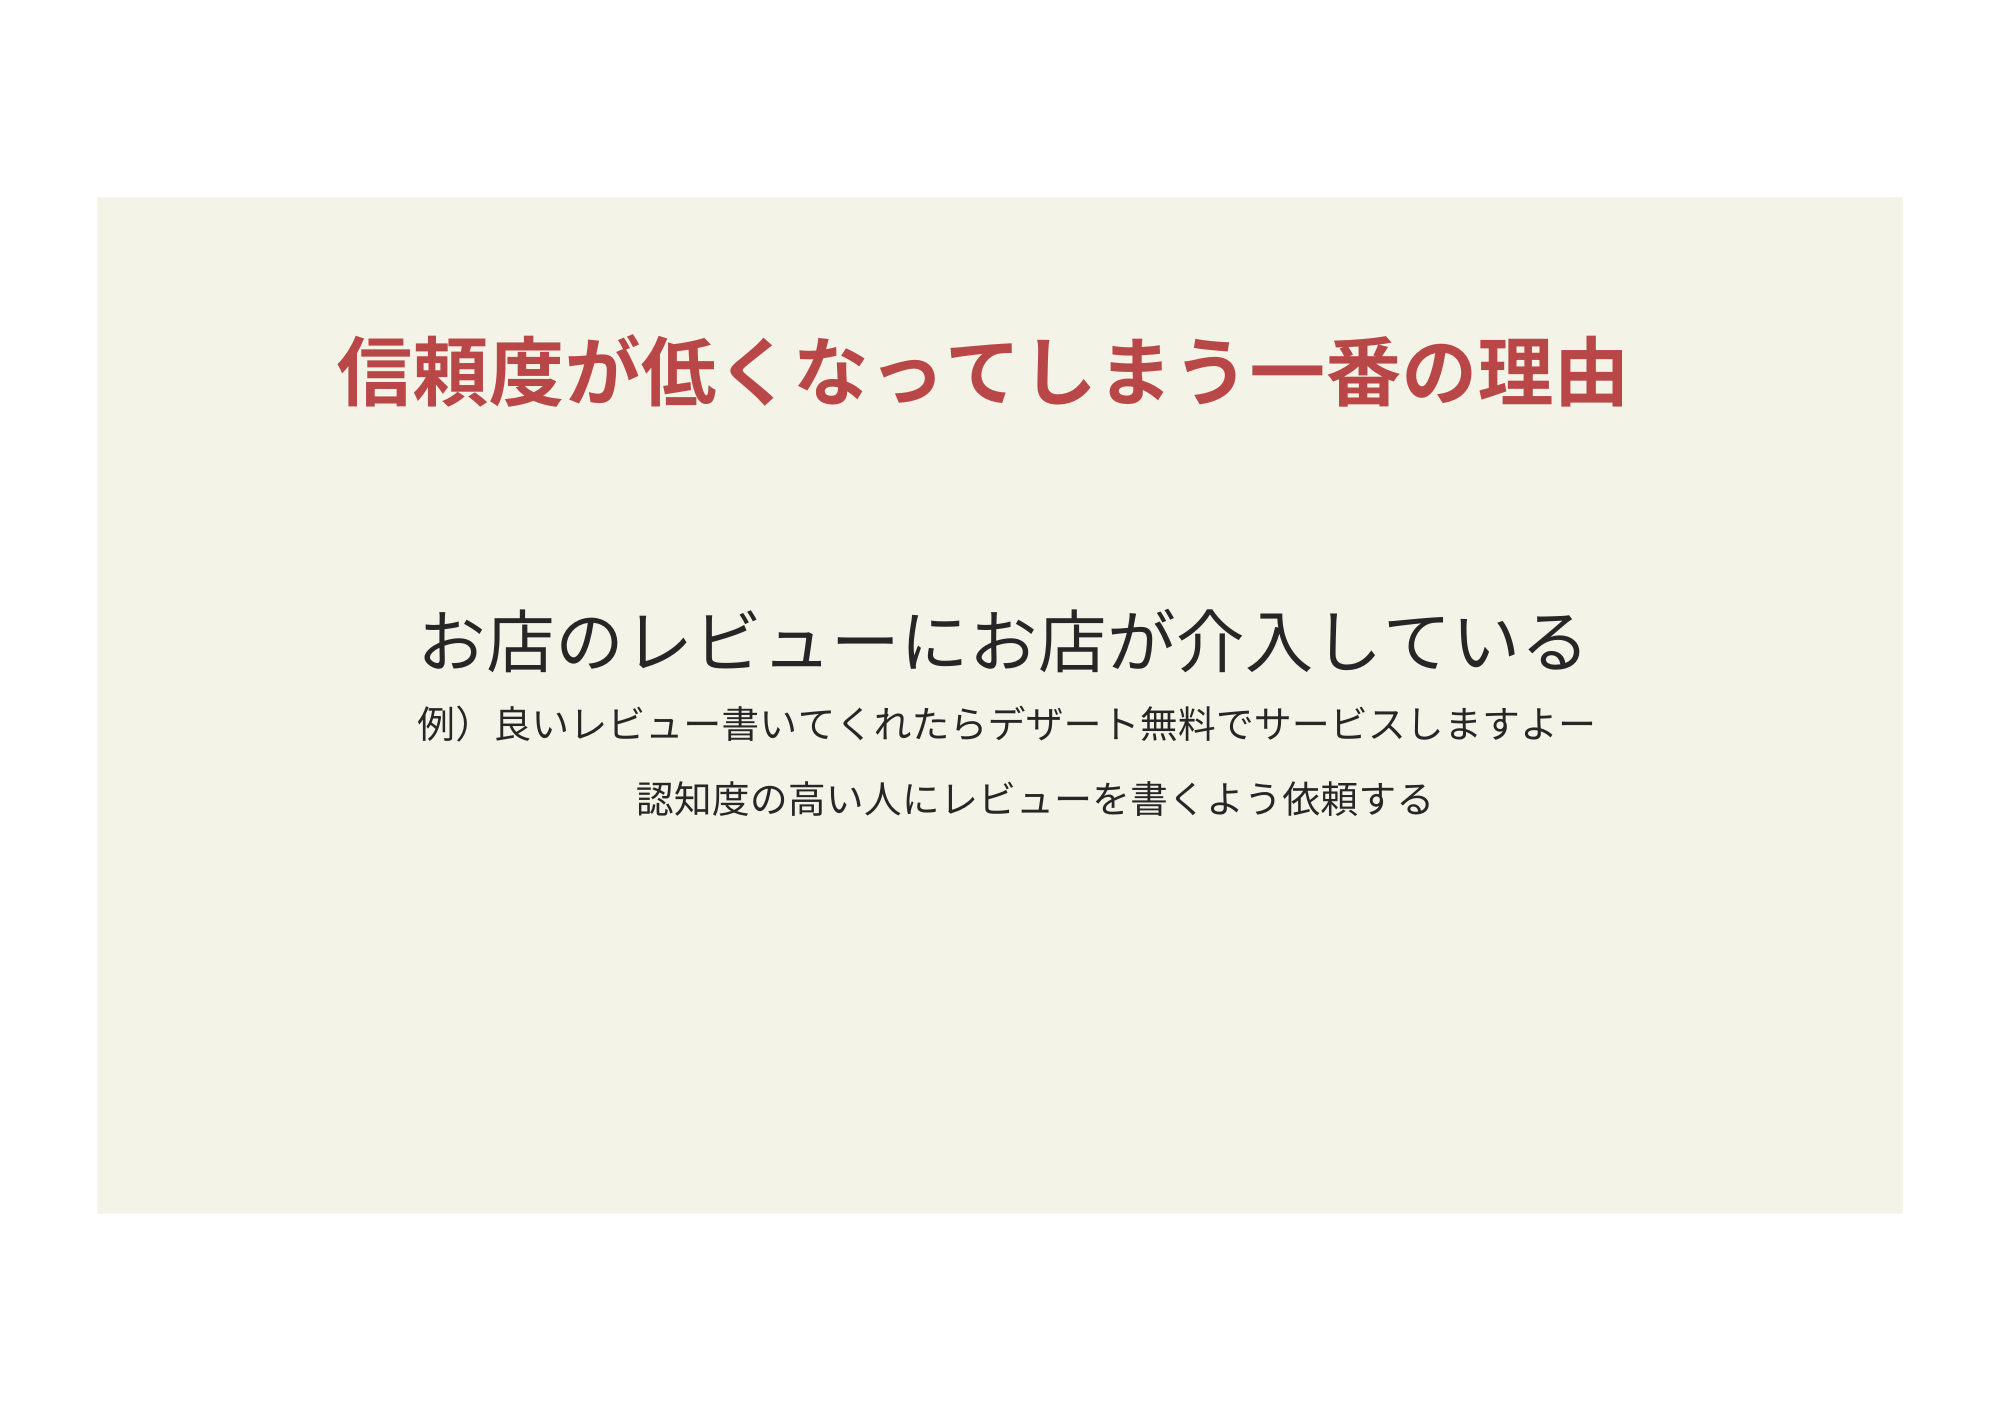 信頼度が低くなってしまう一番の理由
お店のレビューにお店が介入している
例）良いレビュー書いてくれたらデザート無料でサービスしますよー
認知度の高い人にレビューを書くよう依頼する